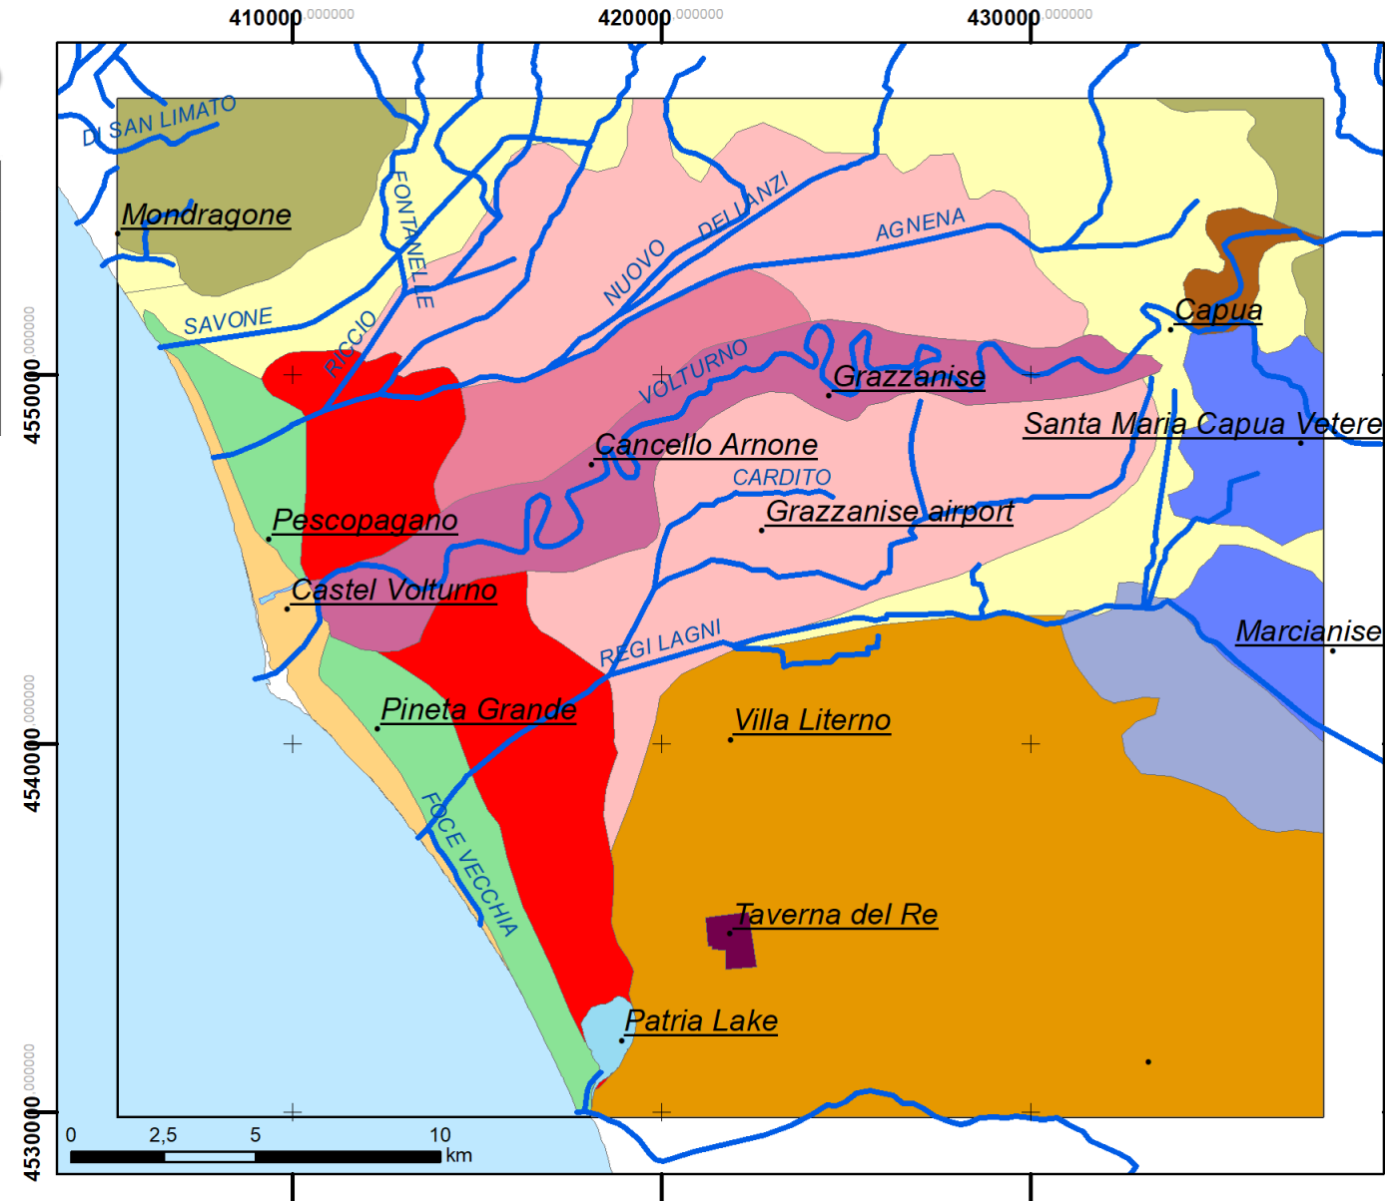 410000.000000 420000.000000 430000.000000
DI SAN LIMATO
Mondragone
FONTANELLE
NUOVO
DELLANZI
AGNENA
SAVONE
RICCIO
Capua
4550000.000000
VOLTURNO
Grazzanise
Santa Maria Capua Vetere
Cancello Arnone
CARDITO
Grazzanise airport
Pescopagano
Castel Volturno
REGI LAGNI
Marcianise
Pineta Grande
Villa Literno
4540000.000000
FOCE VECCHIA
Taverna del Re
Patria Lake
4530000.000000
0 2,5 5 10
km